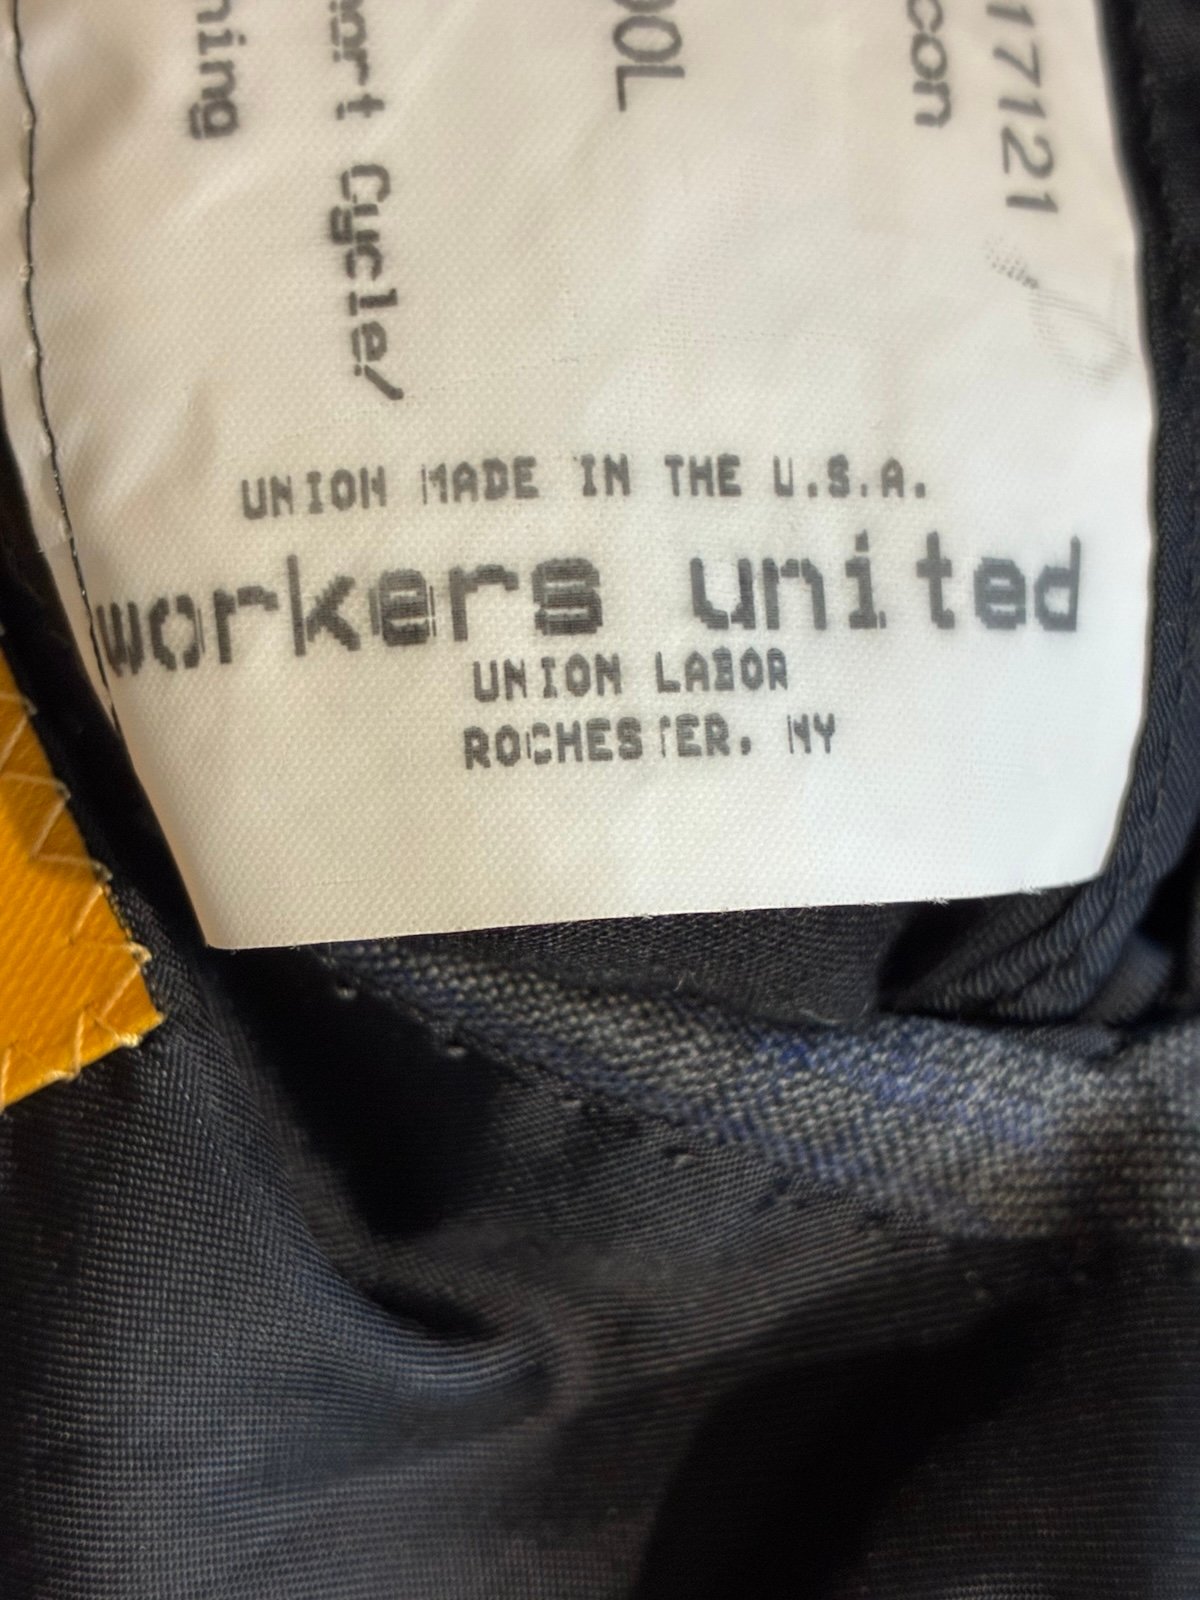 17121
con
OOL
ort Cycle/
ning
UNION MADE IN THE U.S.A.
workers united
UNION LABOR
ROCHESTER, NY